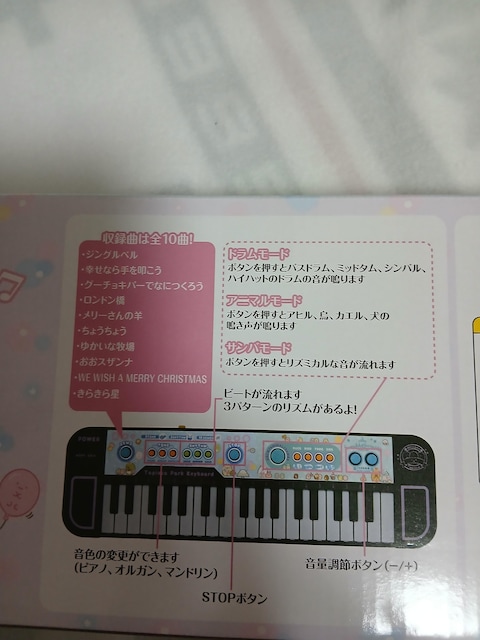 収録曲は全10曲!
・ジングルベル
・幸せなら手を叩こう
・グーチョキパーでなにつくろう
・ロンドン橋
・メリーさんの羊
・ちょうちょう
・ゆかいな牧場
・おおスザンナ
・WE WISH A MERRY CHRISTMAS
・きらきら星
ドラムモード
ボタンを押すとバスドラム、ミッドタム、シンバル、
ハイハットのドラムの音が鳴ります
アニマルモード
ボタンを押すとアヒル、鳥、カエル、犬の
鳴き声が鳴ります
サンバモード
ボタンを押すとリズミカルな音が流れます
ビートが流れます
3パターンのリズムがあるよ!
POWER
Park Keyboard
音色の変更ができます
(ピアノ、オルガン、マンドリン)
STOPボタン
音量調節ボタン(-/+)